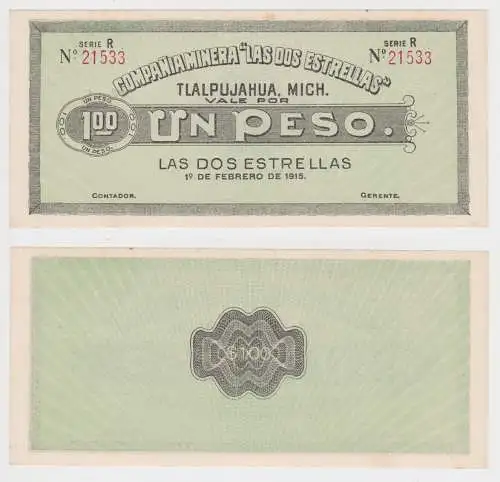 SERIE R
Nº 21533
SERIE R
Nº 21533
COMPAÑIA MINERA "LAS DOS ESTRELLAS"
TLALPUJAHUA, MICH.
VALE POR
UN PESO
1.00
UN PESO.
UN PESO.
LAS DOS ESTRELLAS
1º DE FEBRERO DE 1915.
CONTADOR.
GERENTE.
$1.00